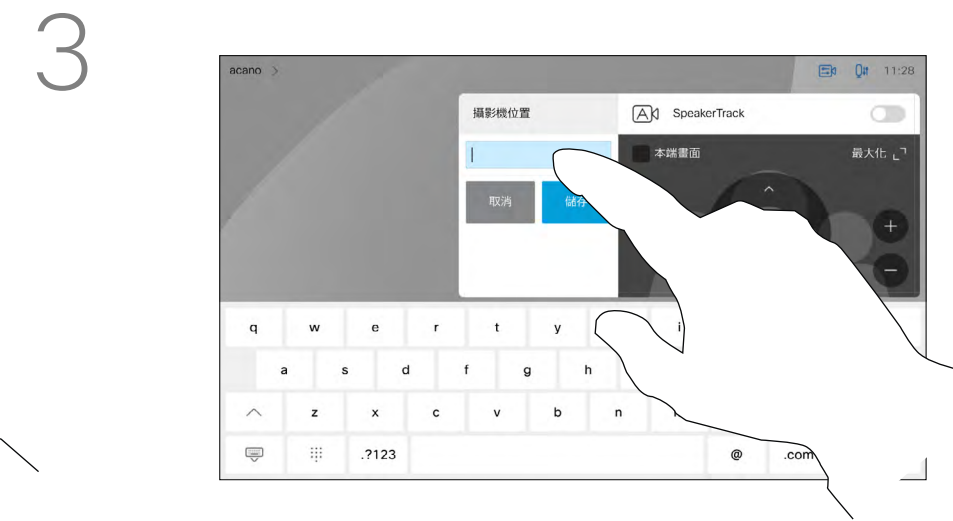 3
acano > 11:28
攝影機位置 SpeakerTrack
本端畫面 最大化
取消 儲存
+
−
q w e r t y i
a s d f g h
z x c v b n
.?123 @ .com